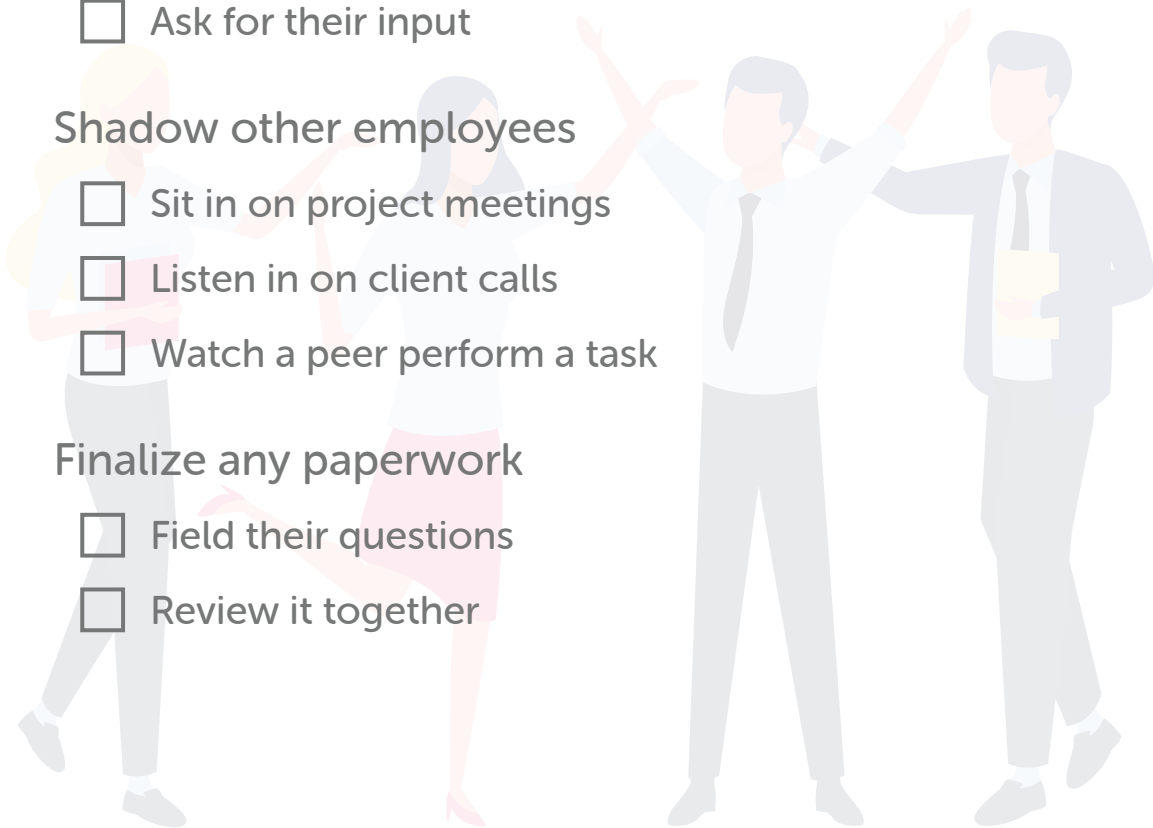 Ask for their input
Shadow other employees
Sit in on project meetings
Listen in on client calls
Watch a peer perform a task
Finalize any paperwork
Field their questions
Review it together